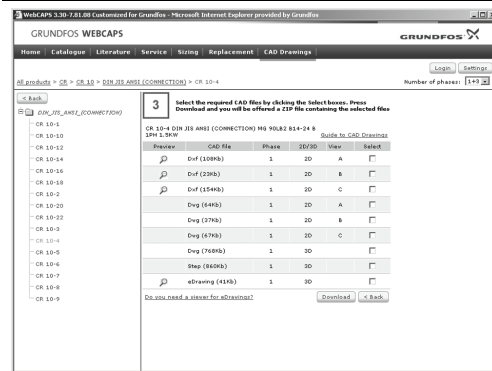 WebCAPS 3.30-7.81.08 Customized for Grundfos - Microsoft Internet Explorer provided by Grundfos
GRUNDFOS WEBCAPS
GRUNDFOS
Home Catalogue Literature Service Sizing Replacement CAD Drawings
Login Settings
All products > CR > CR 10 > DIN JIS ANSI (CONNECTION) > CR 10-4
Number of phases: 1+3
< Back
DIN_JIS_ANSI_(CONNECTION)
CR 10-1
CR 10-10
CR 10-12
CR 10-14
CR 10-16
CR 10-18
CR 10-2
CR 10-20
CR 10-22
CR 10-3
CR 10-4
CR 10-5
CR 10-6
CR 10-7
CR 10-8
CR 10-9
3
Select the required CAD files by clicking the Select boxes. Press
Download and you will be offered a ZIP file containing the selected files
CR 10-4 DIN JIS ANSI (CONNECTION) MG 90LB2 B14-24 B
1PH 1.5KW
Guide to CAD Drawings
Preview CAD file Phase 2D/3D View Select
Dxf (108Kb) 1 2D A
Dxf (23Kb) 1 2D B
Dxf (154Kb) 1 2D C
Dwg (64Kb) 1 2D A
Dwg (37Kb) 1 2D B
Dwg (67Kb) 1 2D C
Dwg (768Kb) 1 3D
Step (860Kb) 1 3D
eDrawing (41Kb) 1 3D
Do you need a viewer for eDrawings?
Download < Back